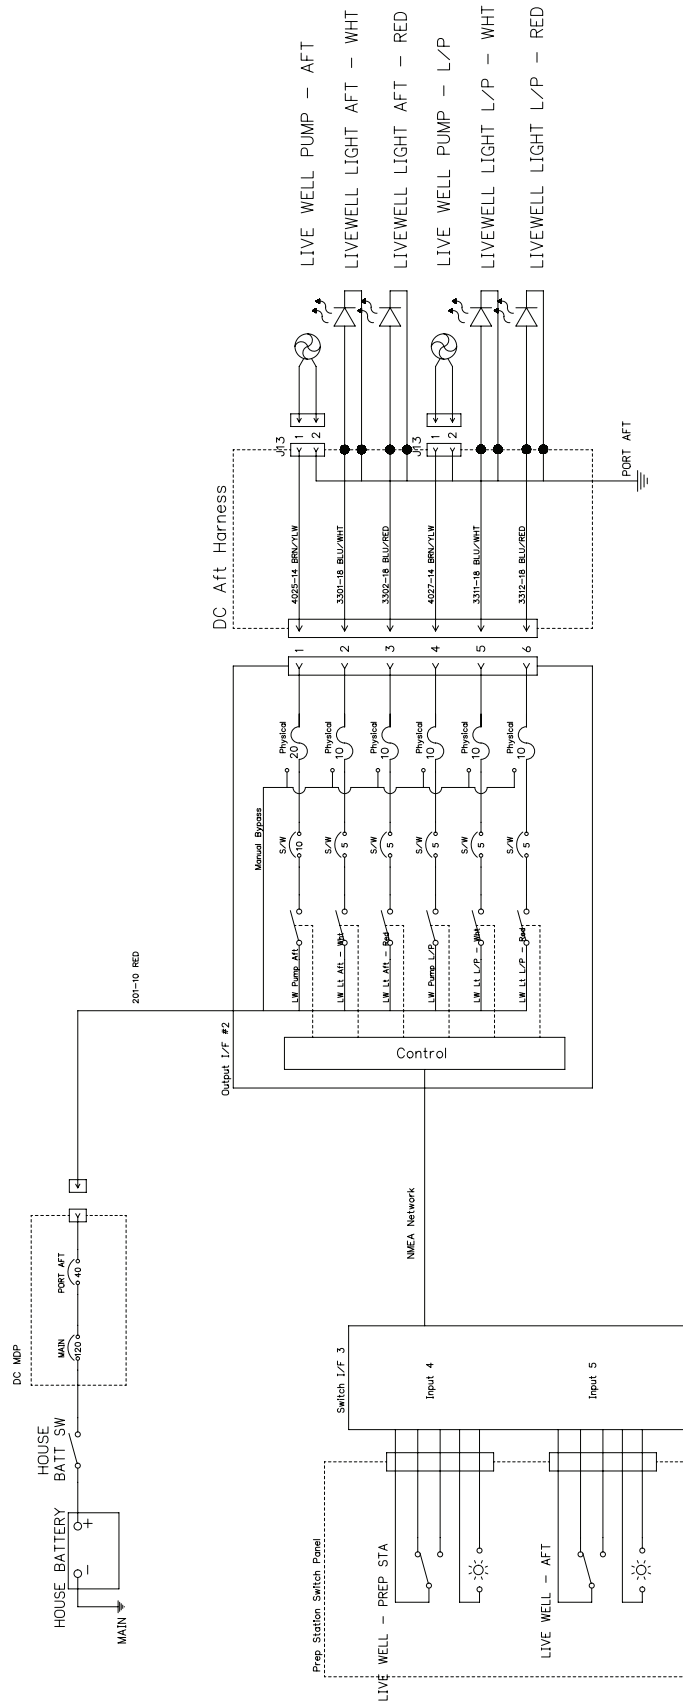 LIVE WELL PUMP - AFT
LIVEWELL LIGHT AFT - WHT
LIVEWELL LIGHT AFT - RED
LIVE WELL PUMP - L/P
LIVEWELL LIGHT L/P - WHT
LIVEWELL LIGHT L/P - RED
J13
1
2
J13
1
2
PORT AFT
DC Aft Harness
4025-14 BRN/YLW
3301-18 BLU/WHT
3302-18 BLU/RED
4027-14 BRN/YLW
3311-18 BLU/WHT
3312-18 BLU/RED
1
2
3
4
5
6
Physical
20
Physical
10
Physical
10
Physical
10
Physical
10
Physical
10
Manual Bypass
S/W
10
S/W
5
S/W
5
S/W
5
S/W
5
S/W
5
LW Pump Aft
LW Lt Aft - Wht
LW Lt Aft - Red
LW Pump L/P
LW Lt L/P - Wht
LW Lt L/P - Red
201-10 RED
Output I/F #2
Control
NMEA Network
DC MDP
PORT AFT
40
MAIN
120
HOUSE
BATT SW
HOUSE BATTERY
+
-
MAIN
Switch I/F 3
Input 4
Input 5
Prep Station Switch Panel
LIVE WELL - PREP STA
LIVE WELL - AFT